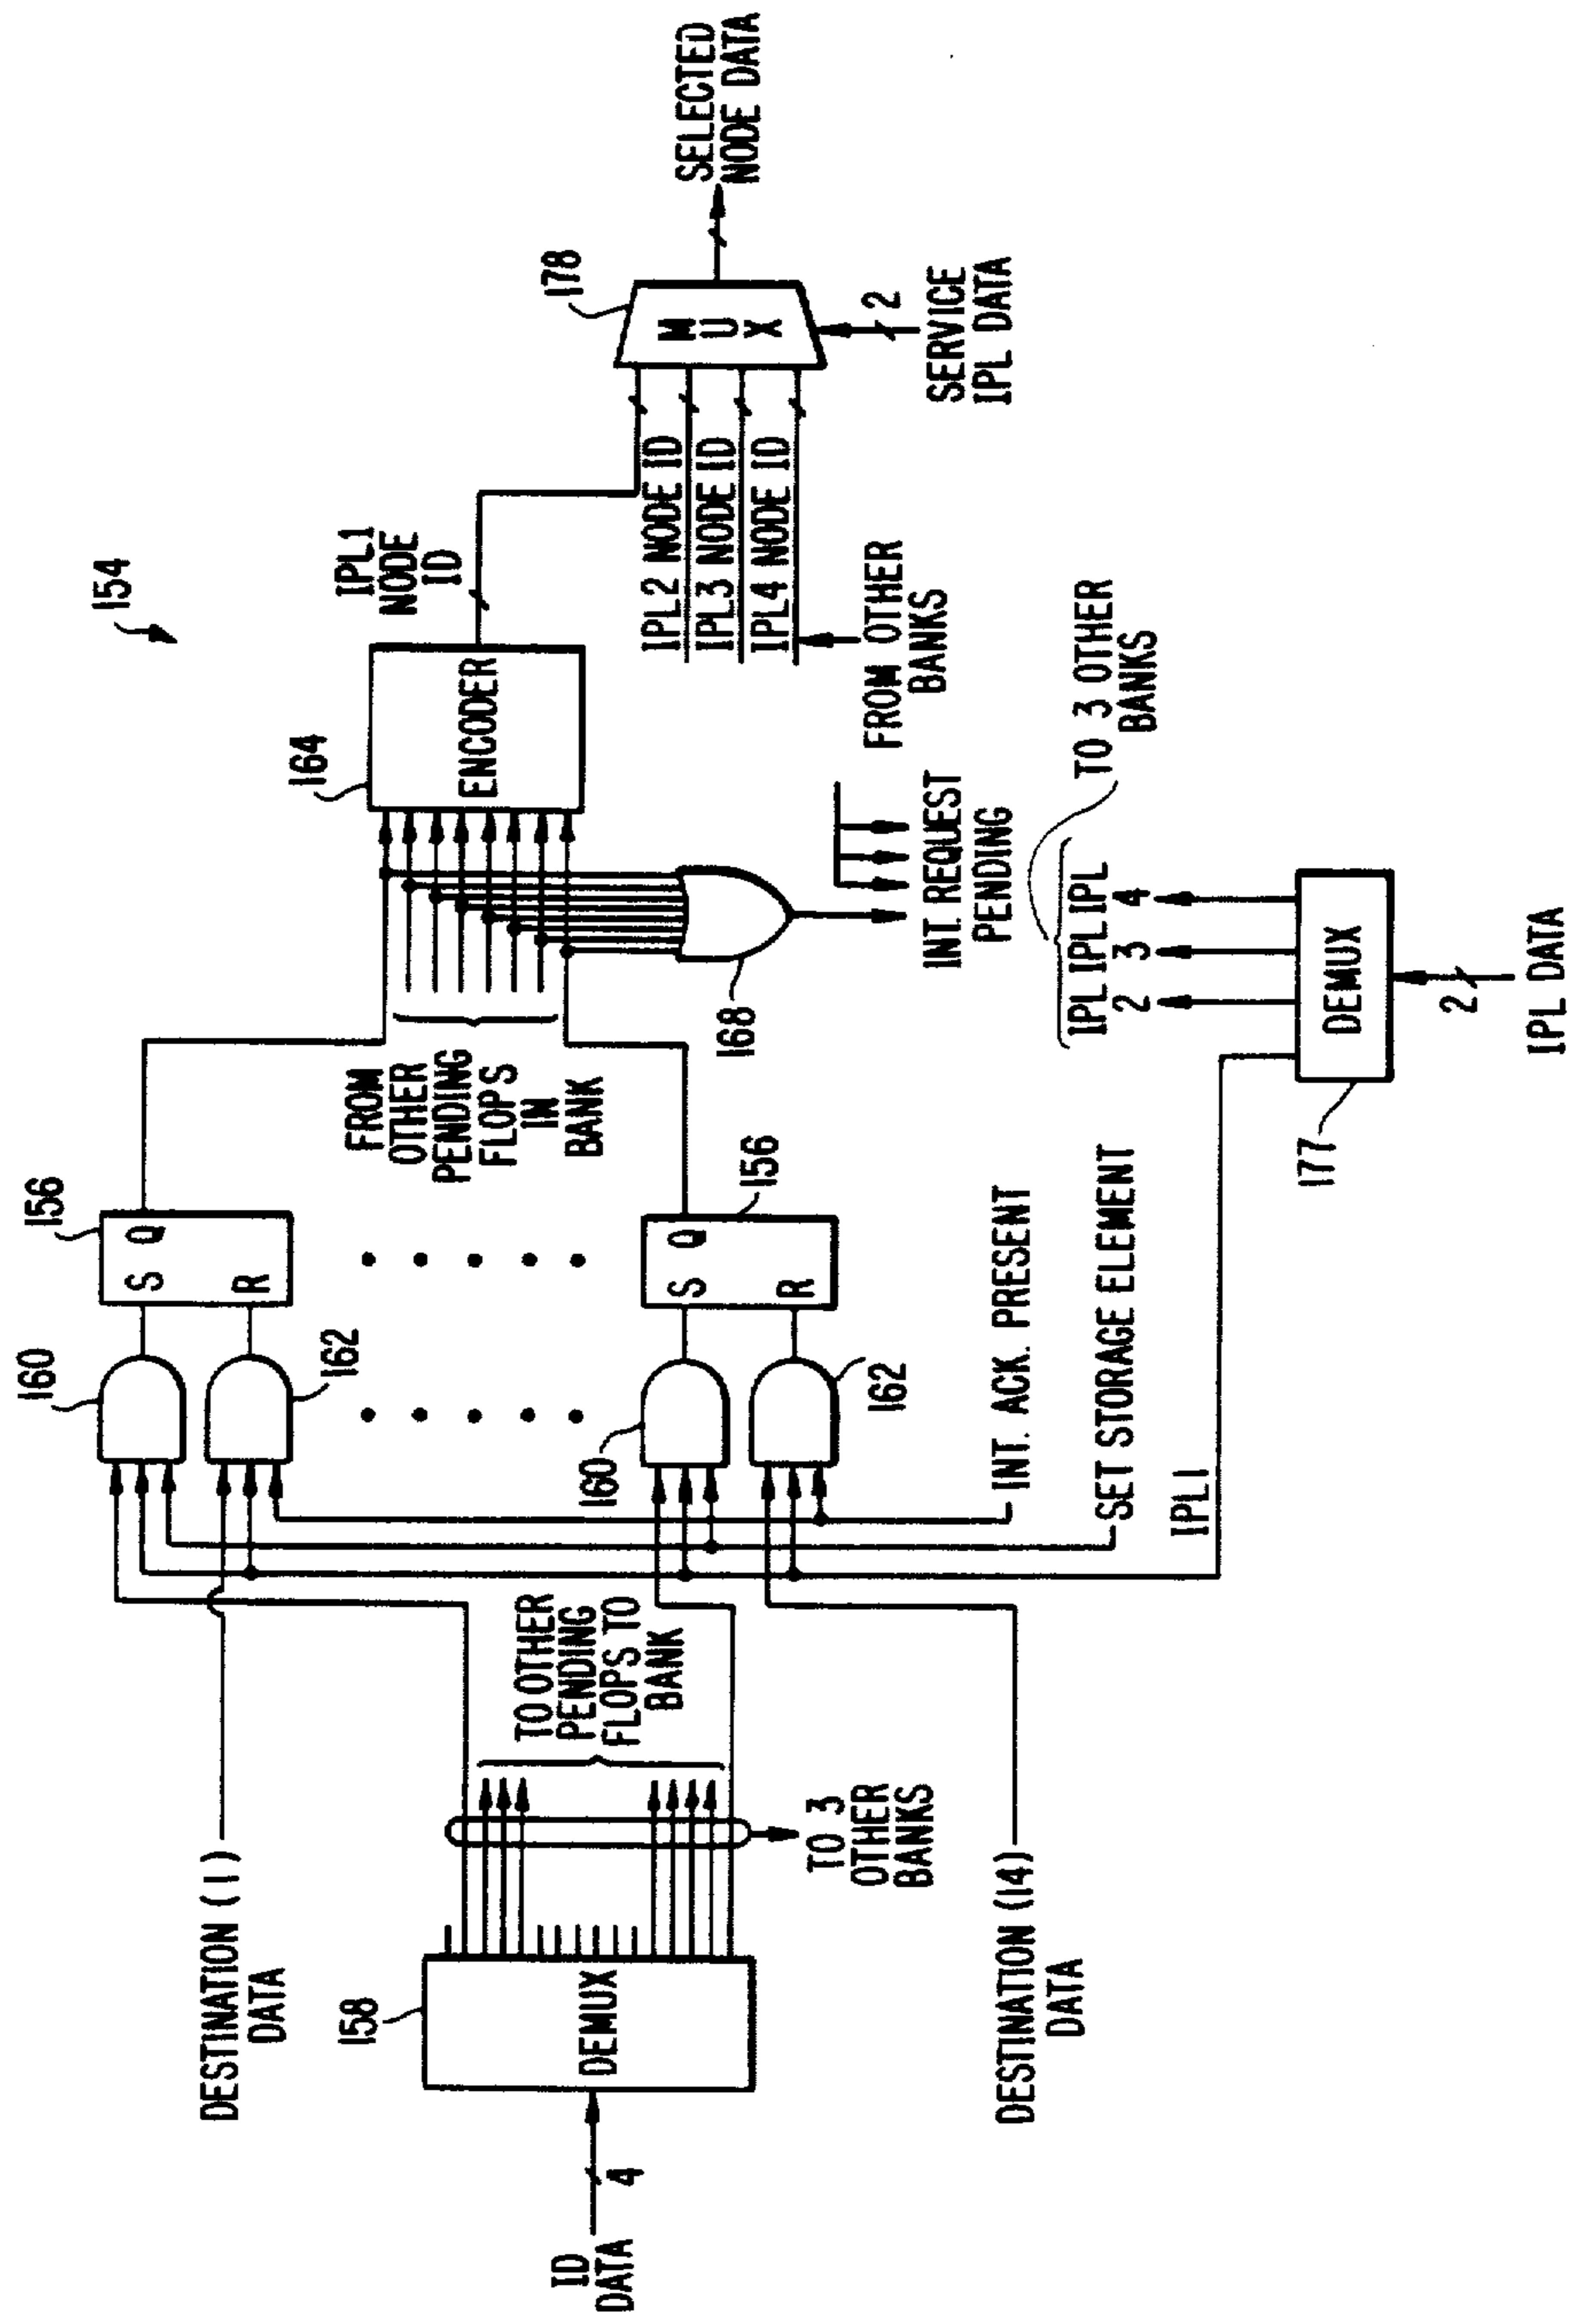 154
ID
DATA
4
158
DEMUX
DESTINATION (1)
DATA
TO OTHER
PENDING
FLOPS TO
BANK
TO 3
OTHER
BANKS
DESTINATION (14)
DATA
160
162
156
S Q
R
160
162
156
S Q
R
INT. ACK. PRESENT
SET STORAGE ELEMENT
IPL1
FROM
OTHER
PENDING
FLOPS
IN
BANK
164
ENCODER
168
INT. REQUEST
PENDING
IPL1
NODE
ID
IPL2 NODE ID
IPL3 NODE ID
IPL4 NODE ID
FROM OTHER
BANKS
178
MUX
2
SERVICE
IPL DATA
SELECTED
NODE DATA
TO 3 OTHER
BANKS
IPL IPL IPL
2 3 4
177
DEMUX
2
IPL DATA